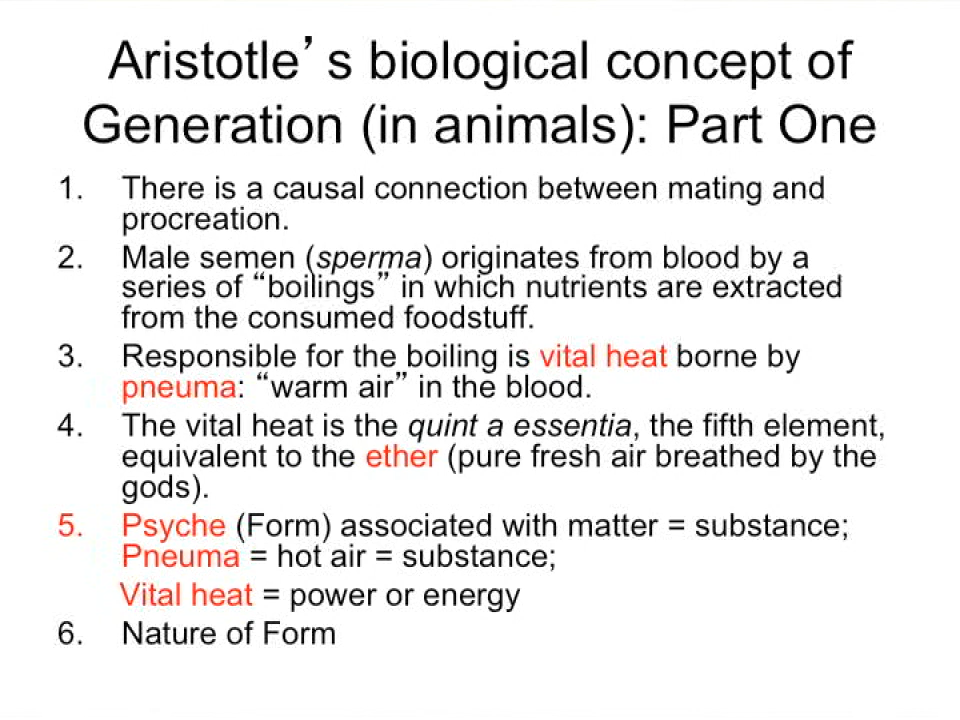 Aristotle’s biological concept of
Generation (in animals): Part One
1. There is a causal connection between mating and
procreation.
2. Male semen (sperma) originates from blood by a
series of “boilings” in which nutrients are extracted
from the consumed foodstuff.
3. Responsible for the boiling is vital heat borne by
pneuma: “warm air” in the blood.
4. The vital heat is the quint a essentia, the fifth element,
equivalent to the ether (pure fresh air breathed by the
gods).
5. Psyche (Form) associated with matter = substance;
Pneuma = hot air = substance;
Vital heat = power or energy
6. Nature of Form